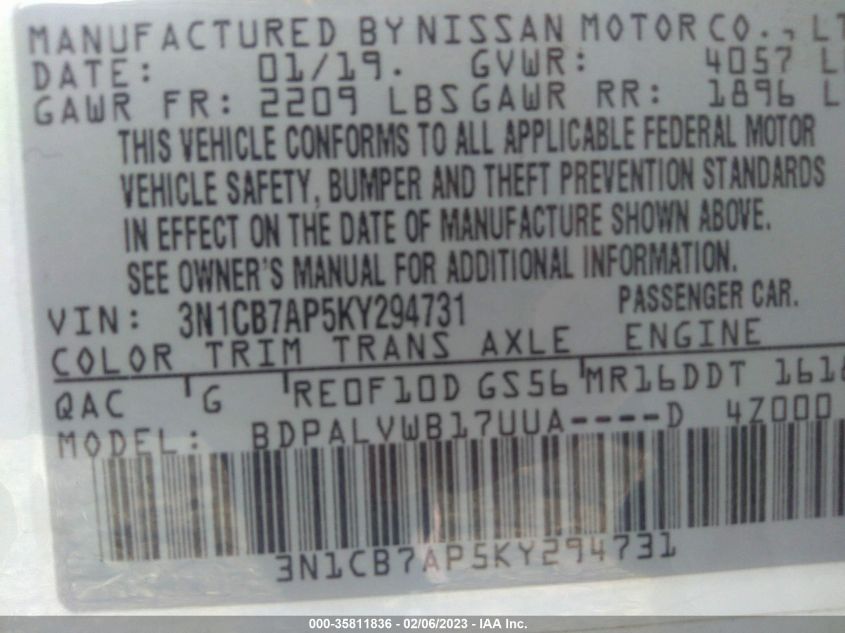 MANUFACTURED BY NISSAN MOTOR CO., LT
DATE: 01/19. GVWR: 4057 L
GAWR FR: 2209 LBS GAWR RR: 1896 L
THIS VEHICLE CONFORMS TO ALL APPLICABLE FEDERAL MOTOR
VEHICLE SAFETY, BUMPER AND THEFT PREVENTION STANDARDS
IN EFFECT ON THE DATE OF MANUFACTURE SHOWN ABOVE.
SEE OWNER'S MANUAL FOR ADDITIONAL INFORMATION.
VIN: 3N1CB7AP5KY294731 PASSENGER CAR.
COLOR TRIM TRANS AXLE ENGINE
QAC G RE0F10D GS56 MR16DDT 1618
MODEL: BDPALVWB17UUA----D 4Z000
3N1CB7AP5KY294731
000-35811836 - 02/06/2023 - IAA Inc.